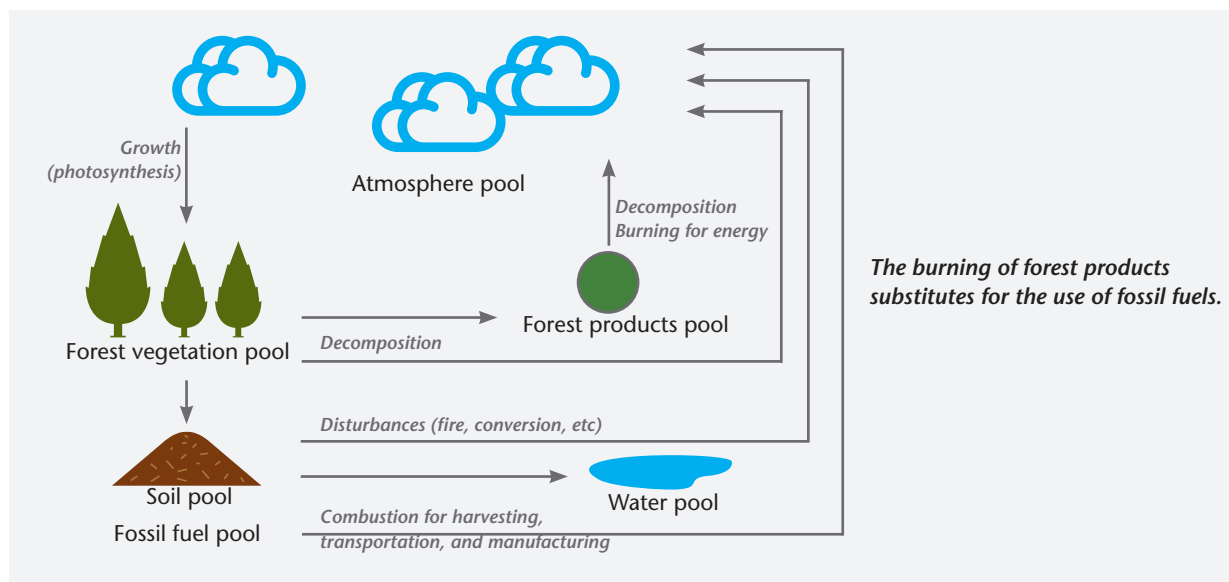 Growth
(photosynthesis)
Atmosphere pool
Decomposition
Burning for energy
The burning of forest products
substitutes for the use of fossil fuels.
Forest products pool
Forest vegetation pool
Decomposition
Disturbances (fire, conversion, etc)
Soil pool
Water pool
Fossil fuel pool
Combustion for harvesting,
transportation, and manufacturing